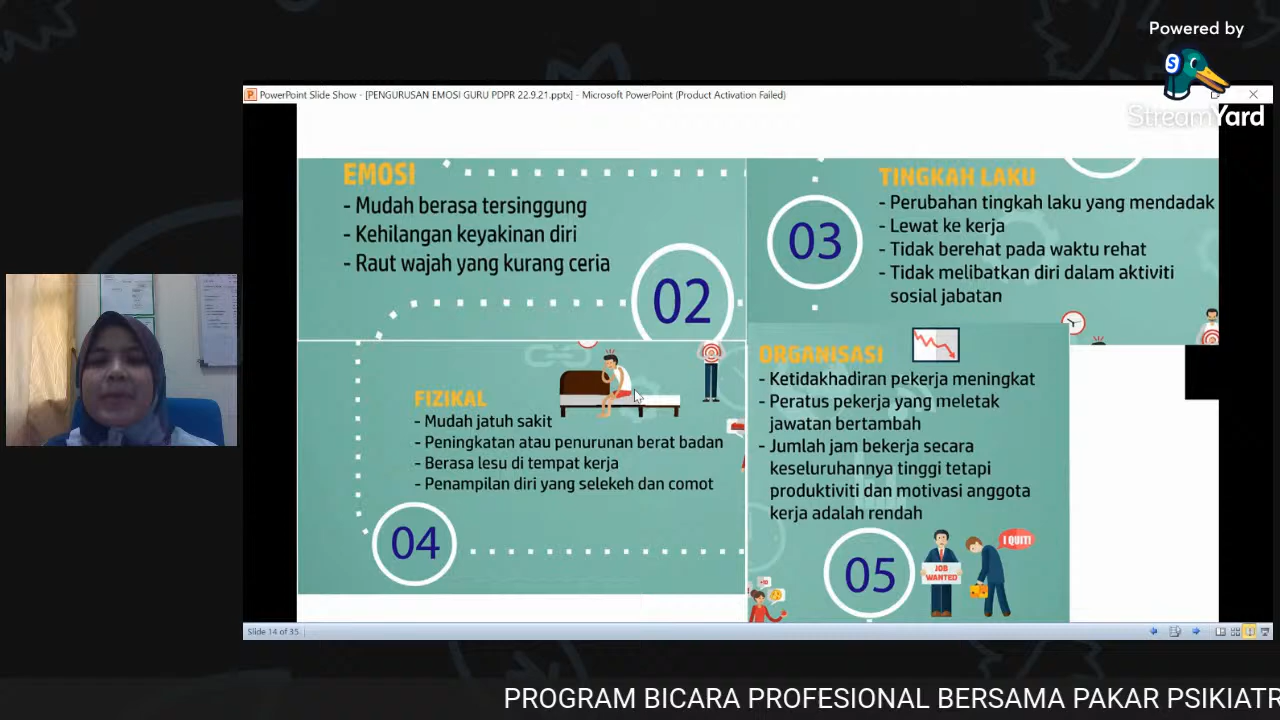 Powered by
StreamYard
PowerPoint Slide Show - [PENGURUSAN EMOSI GURU PDPR 22.9.21.pptx] - Microsoft PowerPoint (Product Activation Failed)
EMOSI
- Mudah berasa tersinggung
- Kehilangan keyakinan diri
- Raut wajah yang kurang ceria
02
TINGKAH LAKU
- Perubahan tingkah laku yang mendadak
- Lewat ke kerja
- Tidak berehat pada waktu rehat
- Tidak melibatkan diri dalam aktiviti
sosial jabatan
03
FIZIKAL
- Mudah jatuh sakit
- Peningkatan atau penurunan berat badan
- Berasa lesu di tempat kerja
- Penampilan diri yang selekeh dan comot
04
ORGANISASI
- Ketidakhadiran pekerja meningkat
- Peratus pekerja yang meletak
jawatan bertambah
- Jumlah jam bekerja secara
keseluruhannya tinggi tetapi
produktiviti dan motivasi anggota
kerja adalah rendah
05
JOB
WANTED
I QUIT!
Slide 14 of 35
PROGRAM BICARA PROFESIONAL BERSAMA PAKAR PSIKIATR